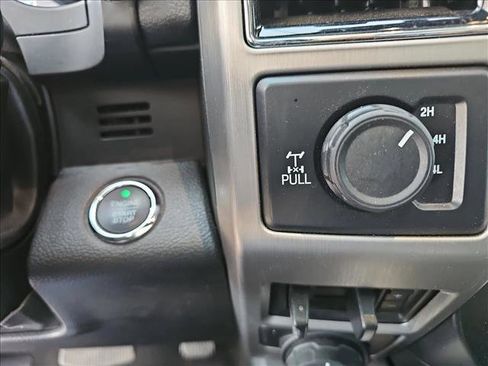 2H
4H
4L
PULL
ENGINE
START
STOP